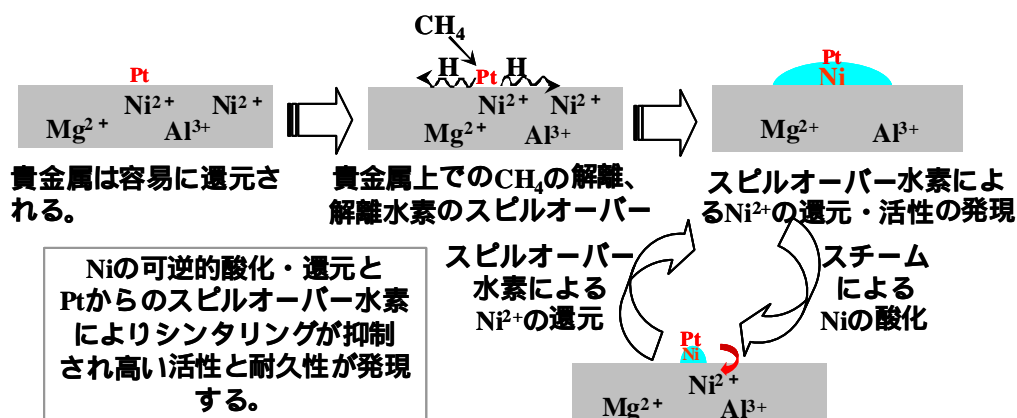 Pt
Ni²⁺ Ni²⁺
Mg²⁺ Al³⁺
貴金属は容易に還元さ
れる。
CH₄
H Pt H
Ni²⁺ Ni²⁺
Mg²⁺ Al³⁺
貴金属上でのCH₄の解離、
解離水素のスピルオーバー
Pt
Ni
Mg²⁺ Al³⁺
スピルオーバー水素によ
るNi²⁺の還元・活性の発現
スピルオーバー
水素による
Ni²⁺の還元
スチーム
による
Niの酸化
Pt
Ni
Ni²⁺
Mg²⁺ Al³⁺
Niの可逆的酸化・還元と
Ptからのスピルオーバー水素
によりシンタリングが抑制
され高い活性と耐久性が発現
する。